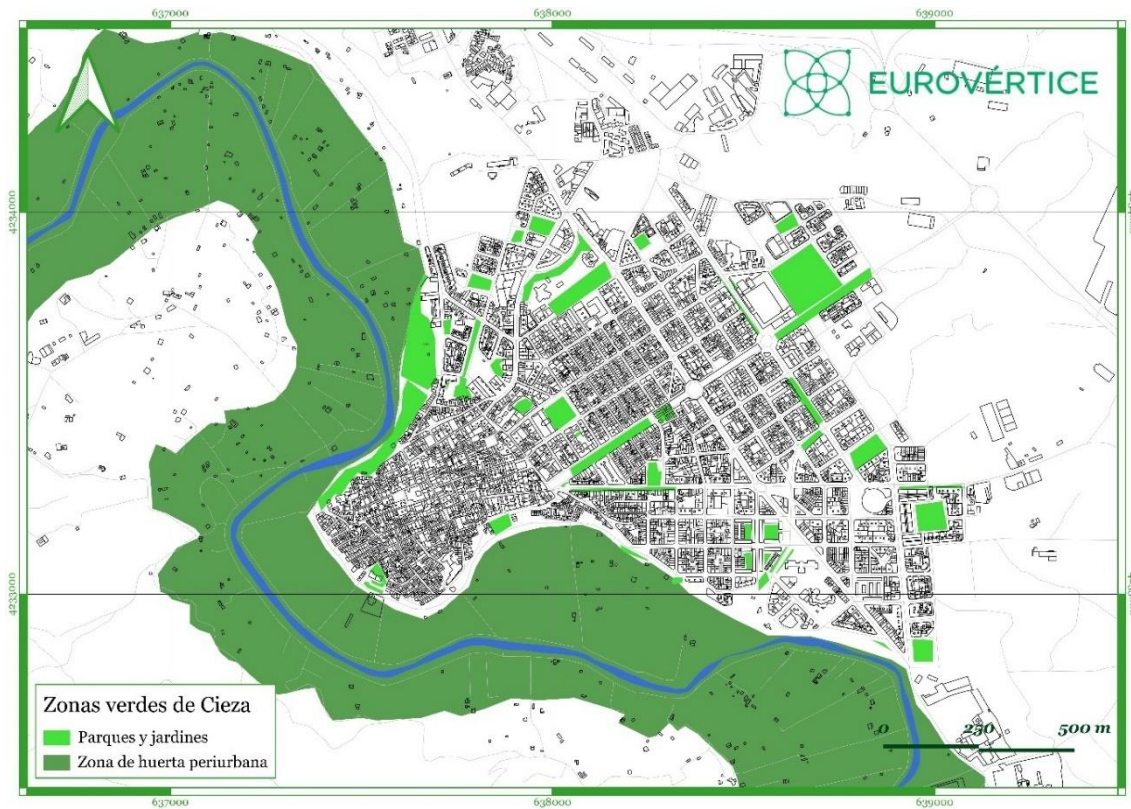 637000 638000 639000
EUROVÉRTICE
4234000
4233000
Zonas verdes de Cieza
Parques y jardines
Zona de huerta periurbana
0 250 500 m
637000 638000 639000